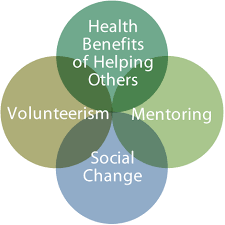 Health
Benefits
of Helping
Others
Volunteerism
Mentoring
Social
Change